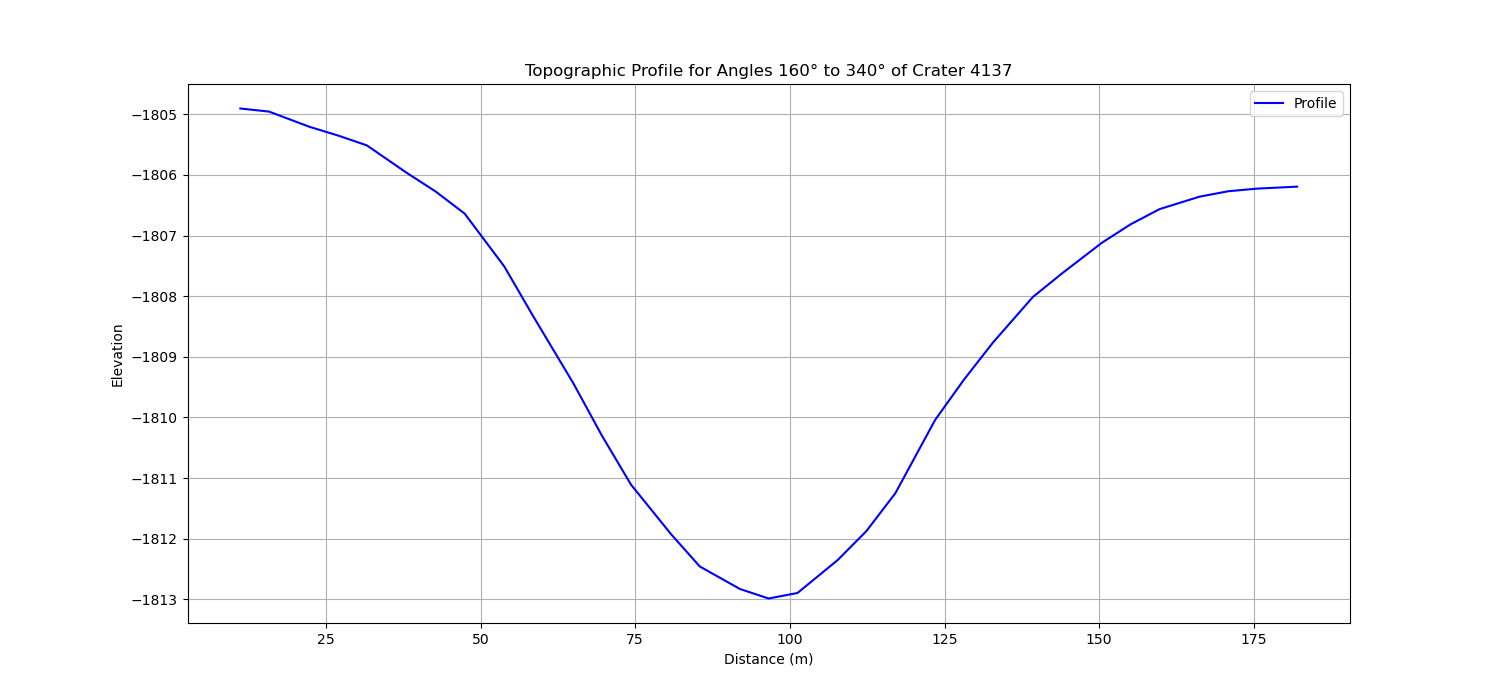 Topographic Profile for Angles 160° to 340° of Crater 4137
Profile
−1805
−1806
−1807
−1808
−1809
−1810
−1811
−1812
−1813
Elevation
25 50 75 100 125 150 175
Distance (m)